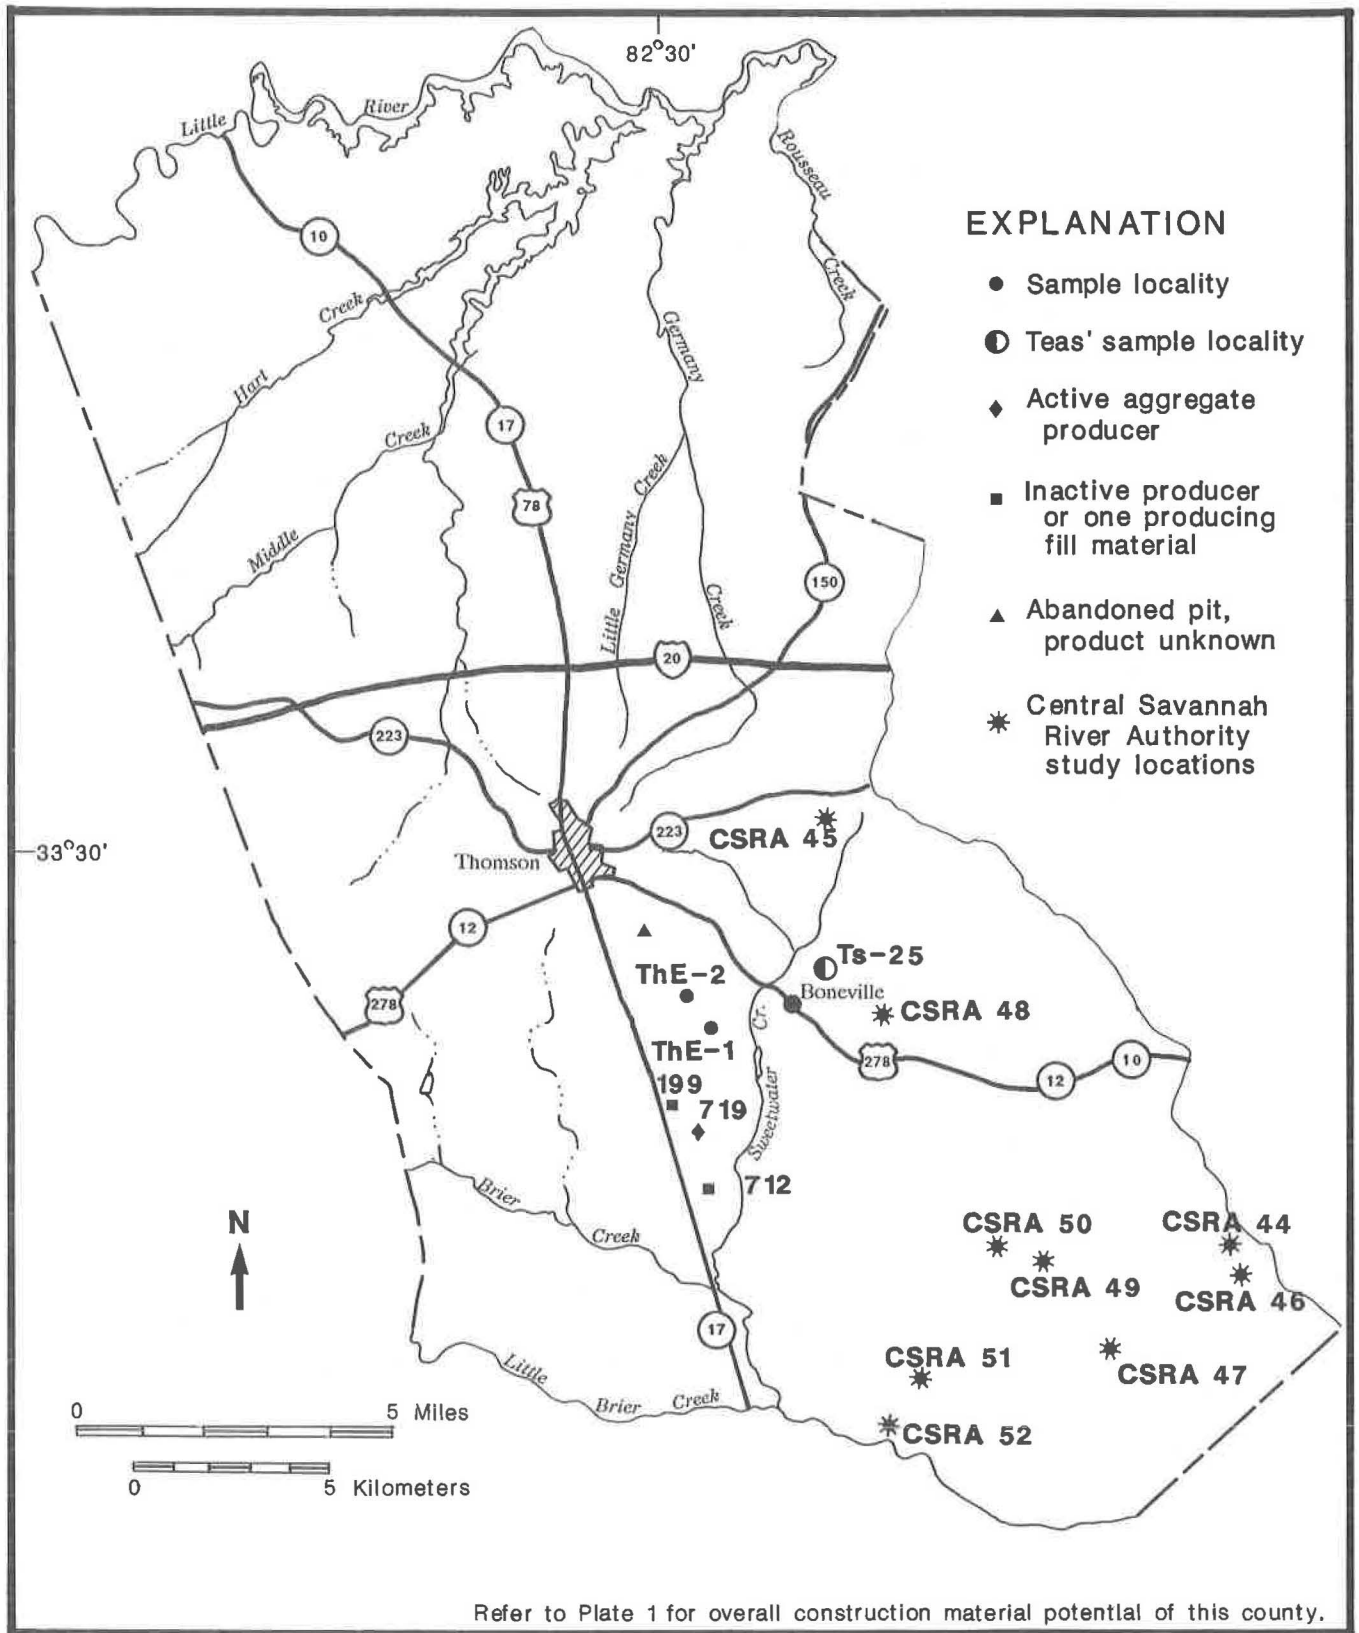 82°30'
Little
River
Rousseau
Creek
10
EXPLANATION
Sample locality
Teas' sample locality
Active aggregate
producer
Inactive producer
or one producing
fill material
Abandoned pit,
product unknown
Central Savannah
River Authority
study locations
Creek
Hart
Germany
17
Creek
78
Middle
Creek
Little Germany
Creek
150
20
223
223
CSRA 45
33°30'
Thomson
12
278
Ts-25
ThE-2
Boneville
CSRA 48
ThE-1
Cr.
Sweetwater
278
12
10
199
719
712
Brier
Creek
N
CSRA 50
CSRA 44
CSRA 49
CSRA 46
17
CSRA 51
CSRA 47
Little
Brier
Creek
CSRA 52
0 5 Miles
0 5 Kilometers
Refer to Plate 1 for overall construction material potential of this county.